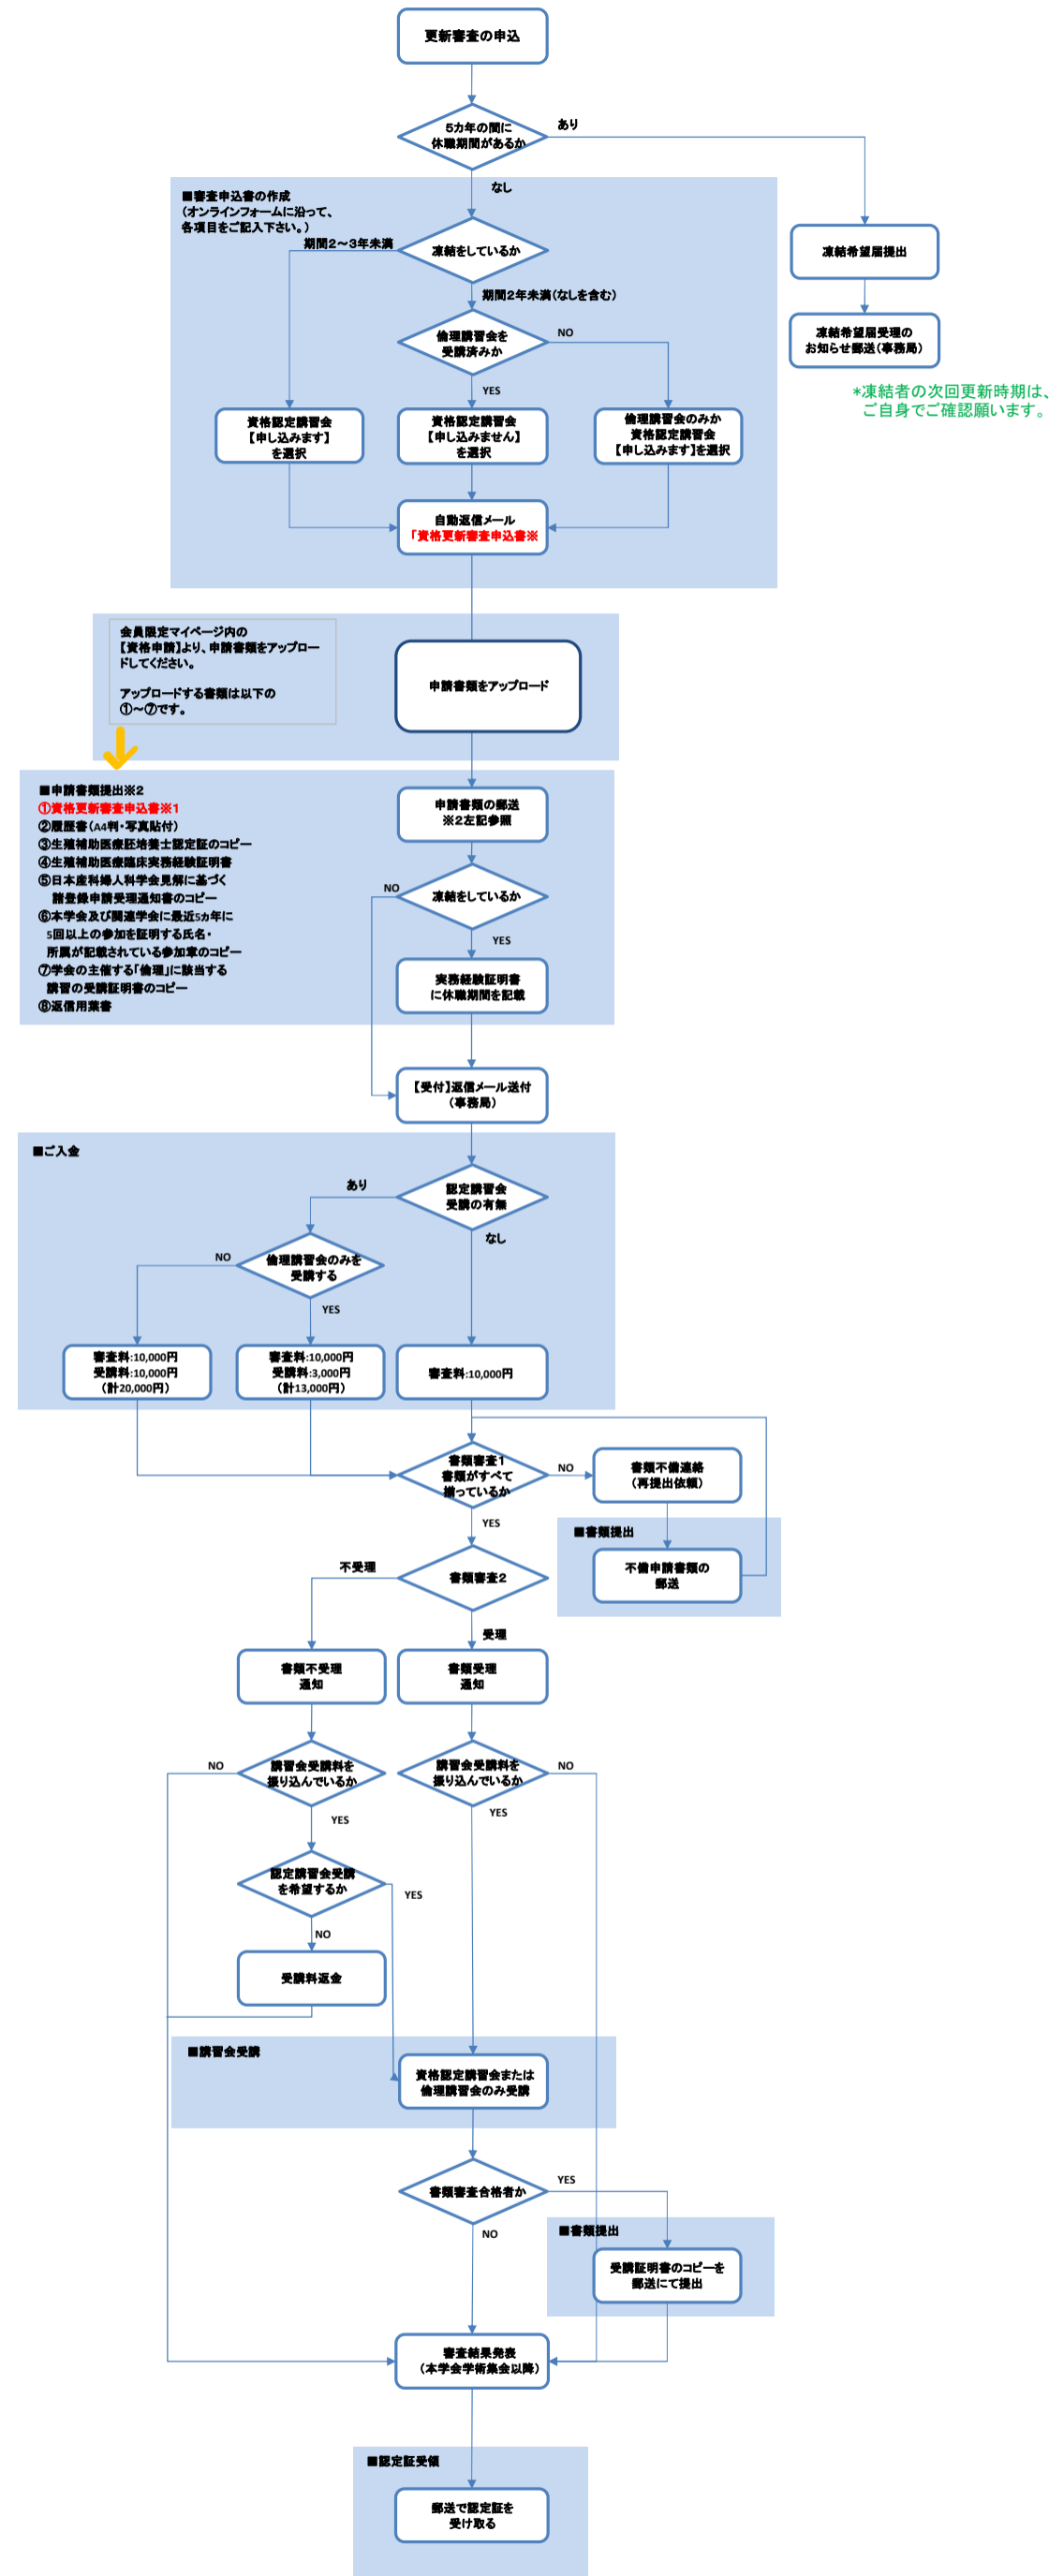 更新審査の申込
5カ年の間に
休職期間があるか
あり
なし
■審査申込書の作成
(オンラインフォームに沿って、
各項目をご記入下さい。)
期間2～3年未満
凍結をしているか
凍結希望届提出
期間2年未満(なしを含む)
倫理講習会を
受講済みか
NO
YES
凍結希望届受理の
お知らせ郵送(事務局)
*凍結者の次回更新時期は、
ご自身でご確認願います。
資格認定講習会
【申し込みます】
を選択
資格認定講習会
【申し込みません】
を選択
倫理講習会のみか
資格認定講習会
【申し込みます】を選択
自動返信メール
「資格更新審査申込書※
会員限定マイページ内の
【資格申請】より、申請書類をアップロー
ドしてください。
アップロードする書類は以下の
①～⑦です。
申請書類をアップロード
■申請書類提出※2
①資格更新審査申込書※1
②履歴書(A4判・写真貼付)
③生殖補助医療胚培養士認定証のコピー
④生殖補助医療臨床実務経験証明書
⑤日本産科婦人科学会見解に基づく
諸登録申請受理通知書のコピー
⑥本学会及び関連学会に最近5ヵ年に
5回以上の参加を証明する氏名・
所属が記載されている参加章のコピー
⑦学会の主催する「倫理」に該当する
講習の受講証明書のコピー
⑧返信用葉書
申請書類の郵送
※2左記参照
凍結をしているか
NO
YES
実務経験証明書
に休職期間を記載
【受付】返信メール送付
(事務局)
■ご入金
認定講習会
受講の有無
あり
なし
倫理講習会のみを
受講する
NO
YES
審査料:10,000円
受講料:10,000円
(計20,000円)
審査料:10,000円
受講料:3,000円
(計13,000円)
審査料:10,000円
書類審査1
書類がすべて
揃っているか
NO
YES
書類不備連絡
(再提出依頼)
■書類提出
不備申請書類の
郵送
書類審査2
不受理
受理
書類不受理
通知
書類受理
通知
講習会受講料を
振り込んでいるか
NO
YES
講習会受講料を
振り込んでいるか
NO
YES
認定講習会受講
を希望するか
YES
NO
受講料返金
■講習会受講
資格認定講習会または
倫理講習会のみ受講
書類審査合格者か
YES
NO
■書類提出
受講証明書のコピーを
郵送にて提出
審査結果発表
(本学会学術集会以降)
■認定証受領
郵送で認定証を
受け取る